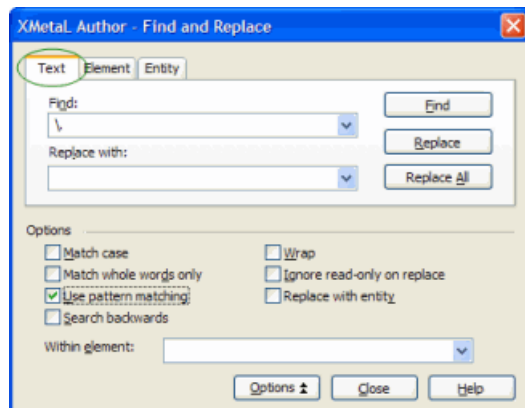 XMetaL Author - Find and Replace
Text Element Entity
Find:
\,
Find
Replace with:
Replace
Replace All
Options
Match case
Wrap
Match whole words only
Ignore read-only on replace
Use pattern matching
Replace with entity
Search backwards
Within element:
Options
Close
Help